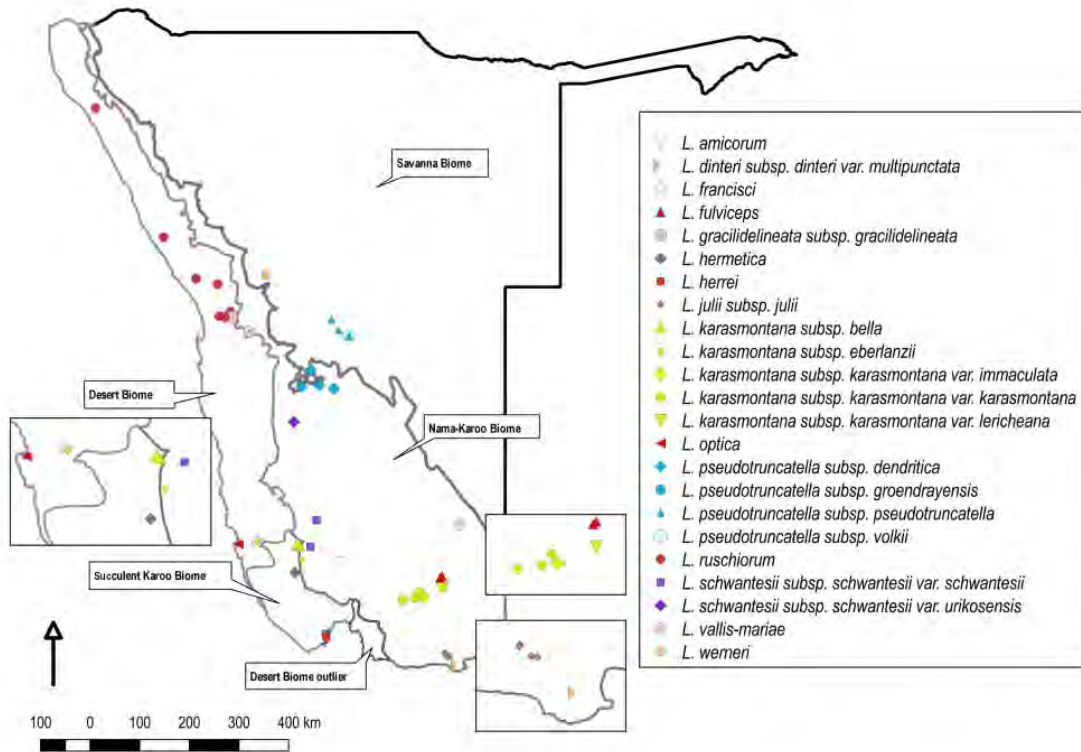 Savanna Biome
Desert Biome
Nama-Karoo Biome
Succulent Karoo Biome
Desert Biome outlier
100 0 100 200 300 400 km
L. amicorum
L. dinteri subsp. dinteri var. multipunctata
L. francisci
L. fulviceps
L. gracilidelineata subsp. gracilidelineata
L. hermetica
L. herrei
L. julii subsp. julii
L. karasmontana subsp. bella
L. karasmontana subsp. eberlanzii
L. karasmontana subsp. karasmontana var. immaculata
L. karasmontana subsp. karasmontana var. karasmontana
L. karasmontana subsp. karasmontana var. lericheana
L. optica
L. pseudotruncatella subsp. dendritica
L. pseudotruncatella subsp. groendrayensis
L. pseudotruncatella subsp. pseudotruncatella
L. pseudotruncatella subsp. volkii
L. ruschiorum
L. schwantesii subsp. schwantesii var. schwantesii
L. schwantesii subsp. schwantesii var. urikosensis
L. vallis-mariae
L. werneri